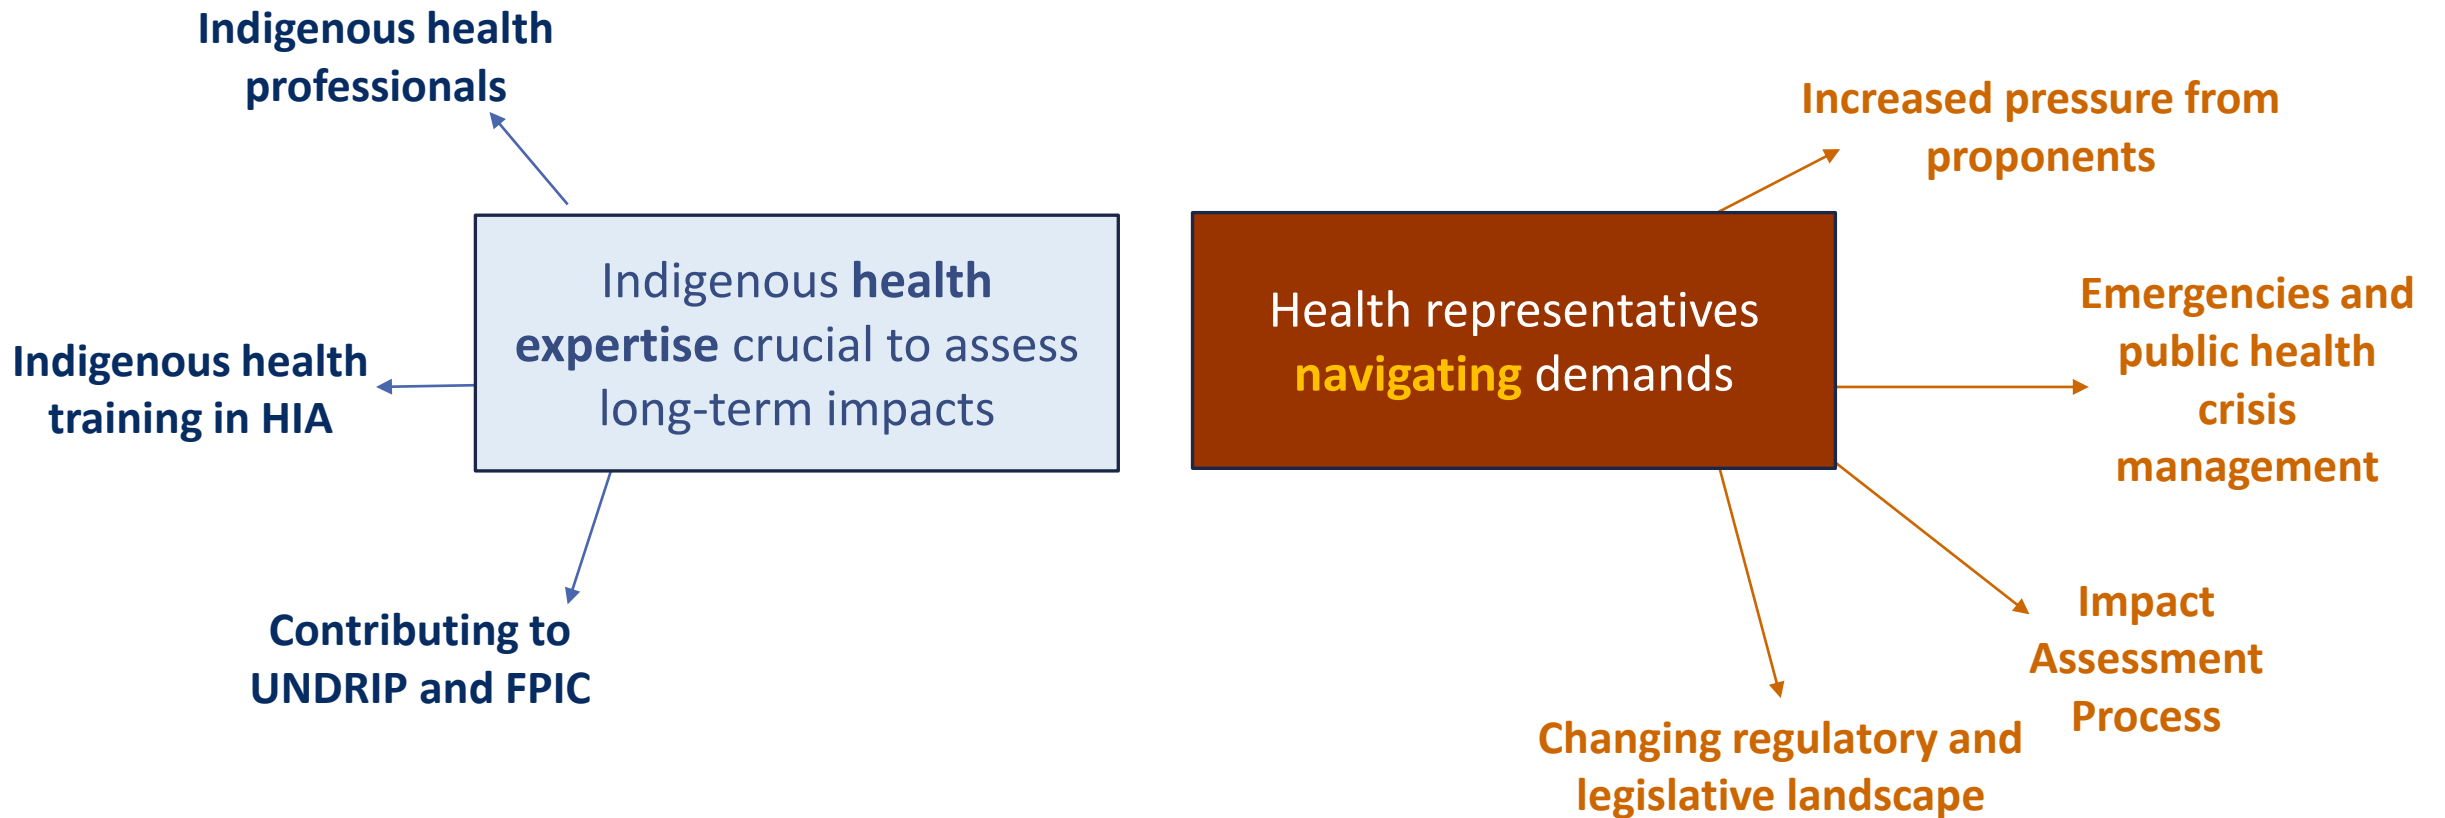 Indigenous health
professionals
Indigenous health
expertise crucial to assess
long-term impacts
Indigenous health
training in HIA
Contributing to
UNDRIP and FPIC
Health representatives
navigating demands
Increased pressure from
proponents
Emergencies and
public health
crisis
management
Impact
Assessment
Process
Changing regulatory and
legislative landscape